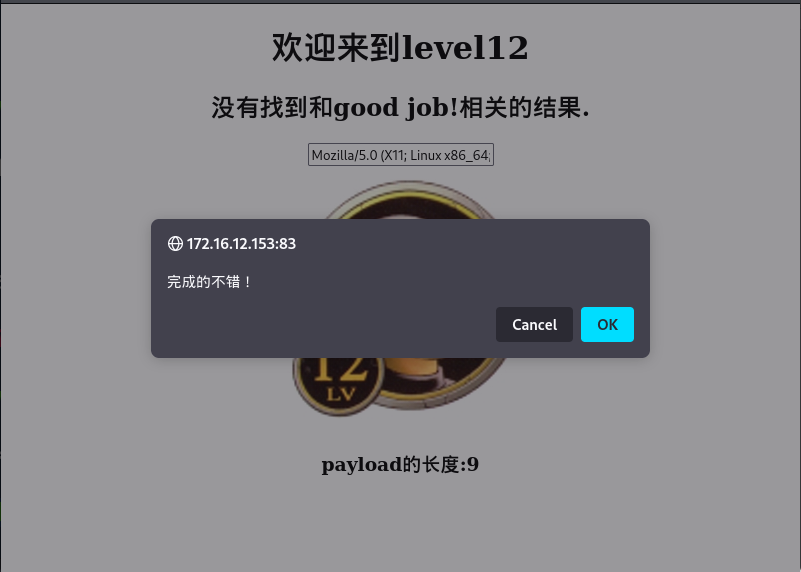 欢迎来到level12
没有找到和good job!相关的结果.
Mozilla/5.0 (X11; Linux x86_64;
172.16.12.153:83
完成的不错！
Cancel
OK
12
LV
payload的长度:9